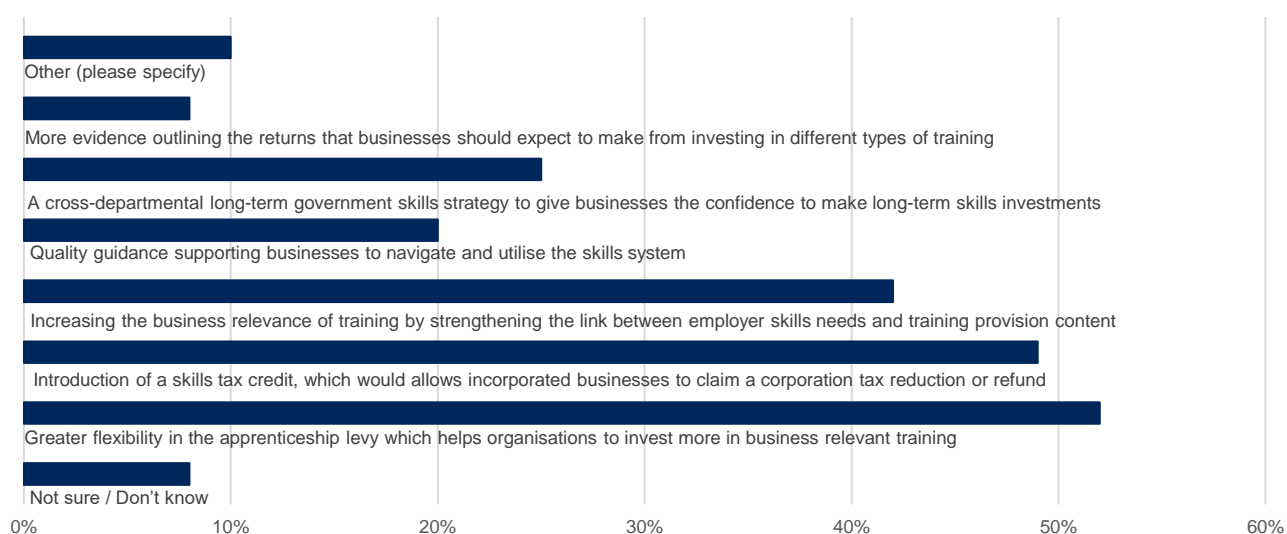 Other (please specify)
More evidence outlining the returns that businesses should expect to make from investing in different types of training
A cross-departmental long-term government skills strategy to give businesses the confidence to make long-term skills investments
Quality guidance supporting businesses to navigate and utilise the skills system
Increasing the business relevance of training by strengthening the link between employer skills needs and training provision content
Introduction of a skills tax credit, which would allows incorporated businesses to claim a corporation tax reduction or refund
Greater flexibility in the apprenticeship levy which helps organisations to invest more in business relevant training
Not sure / Don’t know
0% 10% 20% 30% 40% 50% 60%